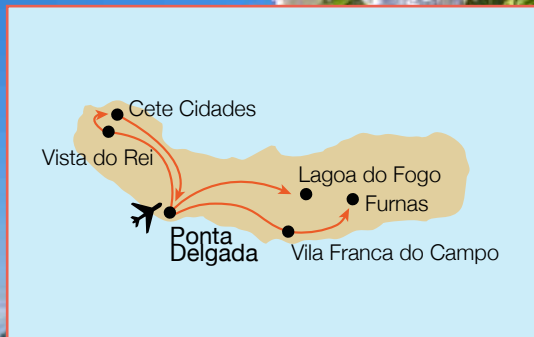 Cete Cidades
Vista do Rei
Lagoa do Fogo
Furnas
Ponta
Delgada
Vila Franca do Campo